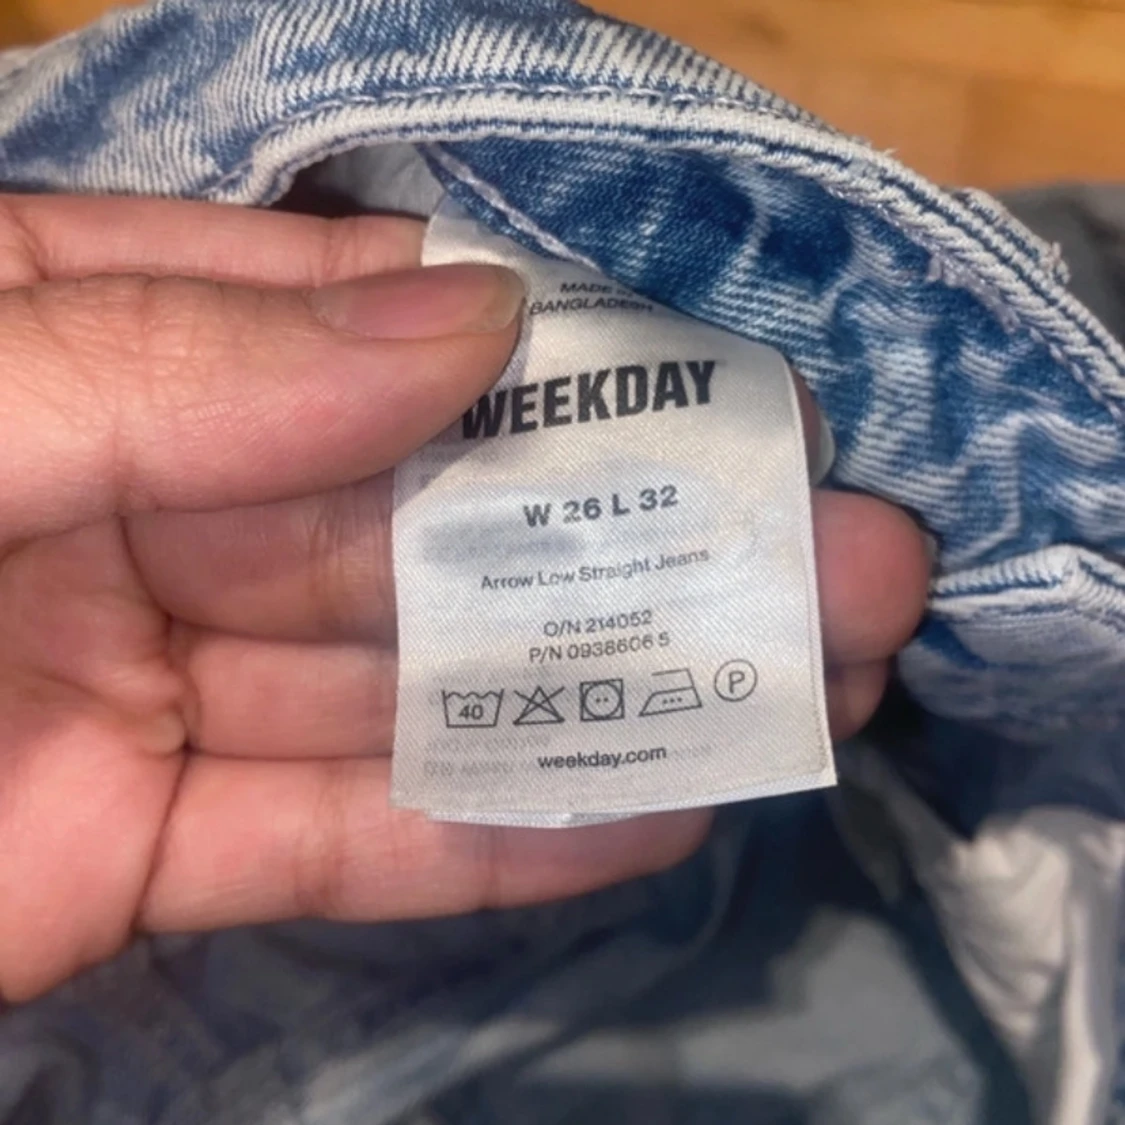 MADE IN
BANGLADESH
WEEKDAY
W 26 L 32
Arrow Low Straight Jeans
O/N 214052
P/N 0938606 5
40
P
weekday.com